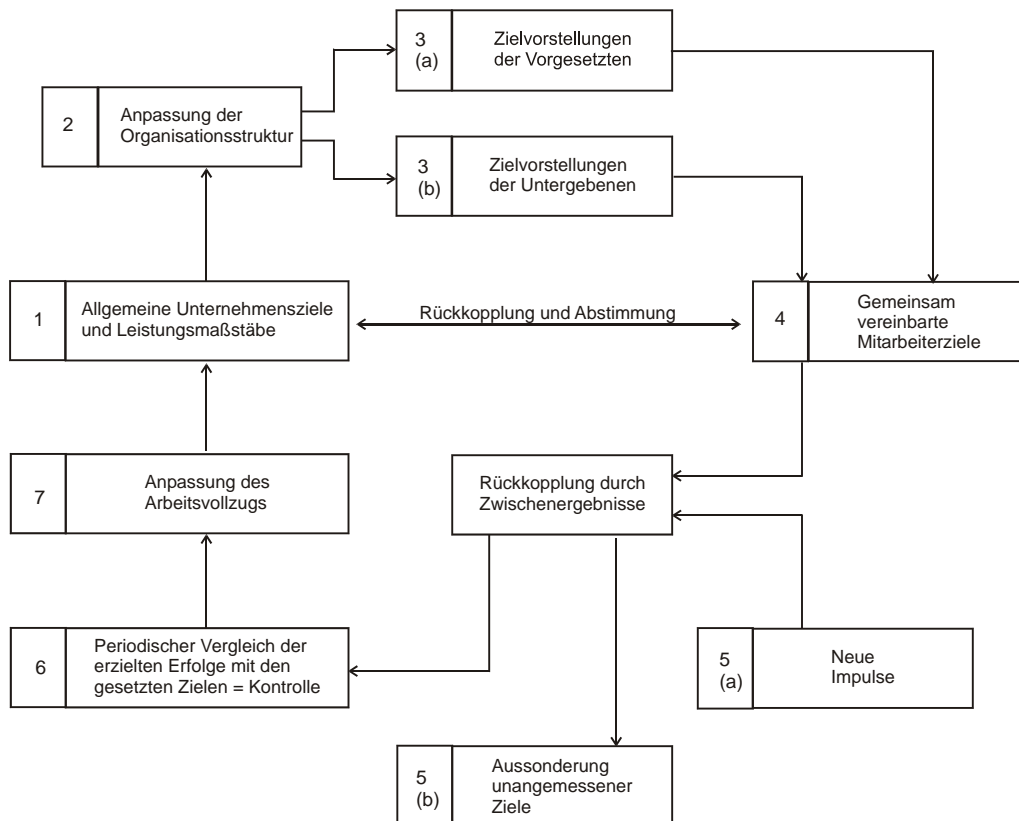 3
(a)
Zielvorstellungen
der Vorgesetzten
2
Anpassung der
Organisationsstruktur
3
(b)
Zielvorstellungen
der Untergebenen
1
Allgemeine Unternehmensziele
und Leistungsmaßstäbe
Rückkopplung und Abstimmung
4
Gemeinsam
vereinbarte
Mitarbeiterziele
7
Anpassung des
Arbeitsvollzugs
Rückkopplung durch
Zwischenergebnisse
6
Periodischer Vergleich der
erzielten Erfolge mit den
gesetzten Zielen = Kontrolle
5
(a)
Neue
Impulse
5
(b)
Aussonderung
unangemessener
Ziele